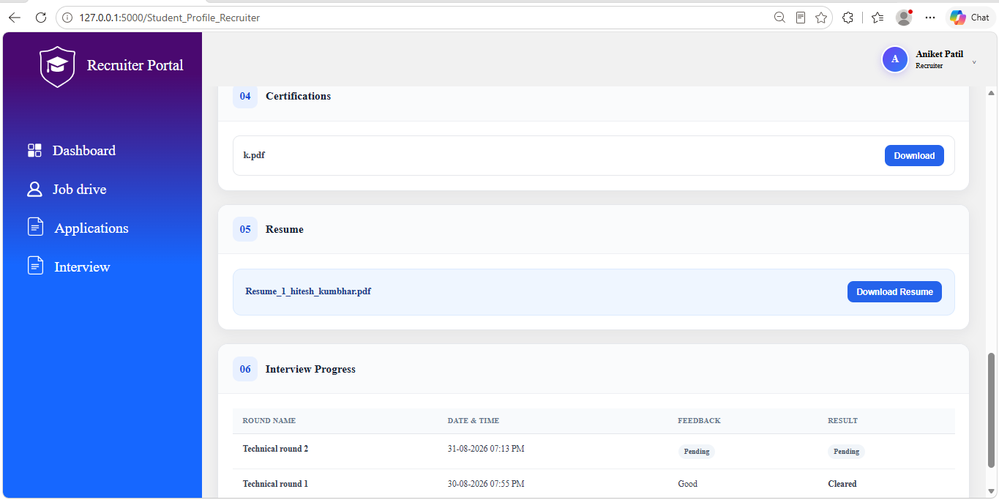 127.0.0.1:5000/Student_Profile_Recruiter
Chat
Recruiter Portal
A
Aniket Patil
Recruiter
Dashboard
Job drive
Applications
Interview
04 Certifications
k.pdf Download
05 Resume
Resume_1_hitesh_kumbhar.pdf Download Resume
06 Interview Progress
ROUND NAME DATE & TIME FEEDBACK RESULT
Technical round 2 31-08-2026 07:13 PM Pending Pending
Technical round 1 30-08-2026 07:55 PM Good Cleared